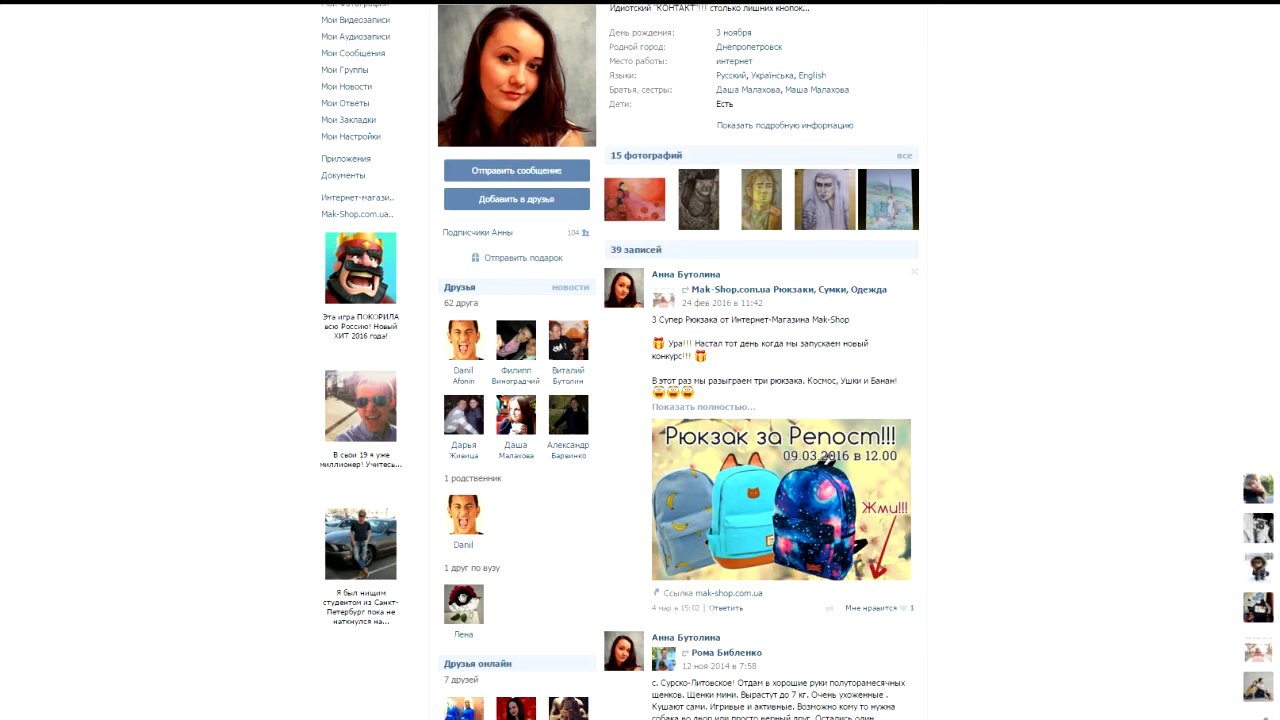 Мои Видеозаписи
Мои Аудиозаписи
Мои Сообщения
Мои Группы
Мои Новости
Мои Ответы
Мои Закладки
Мои Настройки
Приложения
Документы
Интернет-магази..
Mak-Shop.com.ua..
Эта игра ПОКОРИЛА
всю Россию! Новый
ХИТ 2016 года!
В свои 19 я уже
миллионер! Учитесь...
Я был нищим
студентом из Санкт-
Петербург пока не
наткнулся на...
Отправить сообщение
Добавить в друзья
Подписчики Анны 104
Отправить подарок
Друзья новости
62 друга
Danil
Afonin
Филипп
Виноградчий
Виталий
Бутолин
Дарья
Живица
Даша
Малахова
Александр
Барвинко
1 родственник
Danil
1 друг по вузу
Лена
Друзья онлайн
7 друзей
Идиотский "КОНТАКТ"!!! столько лишних кнопок...
День рождения: 3 ноября
Родной город: Днепропетровск
Место работы: интернет
Языки: Русский, Українська, English
Братья, сестры: Даша Малахова, Маша Малахова
Дети: Есть
Показать подробную информацию
15 фотографий все
39 записей
Анна Бутолина
Mak-Shop.com.ua Рюкзаки, Сумки, Одежда
24 фев 2016 в 11:42
3 Супер Рюкзака от Интернет-Магазина Mak-Shop
Ура!!! Настал тот день когда мы запускаем новый
конкурс!!!
В этот раз мы разыграем три рюкзака. Космос, Ушки и Банан!
Показать полностью...
Рюкзак за Репост!!!
09.03.2016 в 12.00
Жми!!!
Ссылка mak-shop.com.ua
4 мар в 15:02 | Ответить Мне нравится 1
Анна Бутолина
Рома Библенко
12 ноя 2014 в 7:58
с. Сурско-Литовское! Отдам в хорошие руки полуторамесячных
щенков. Щенки мини. Вырастут до 7 кг. Очень ухоженные .
Кушают сами. Игривые и активные. Возможно кому то нужна
собака во двор или просто верный друг. Остались один